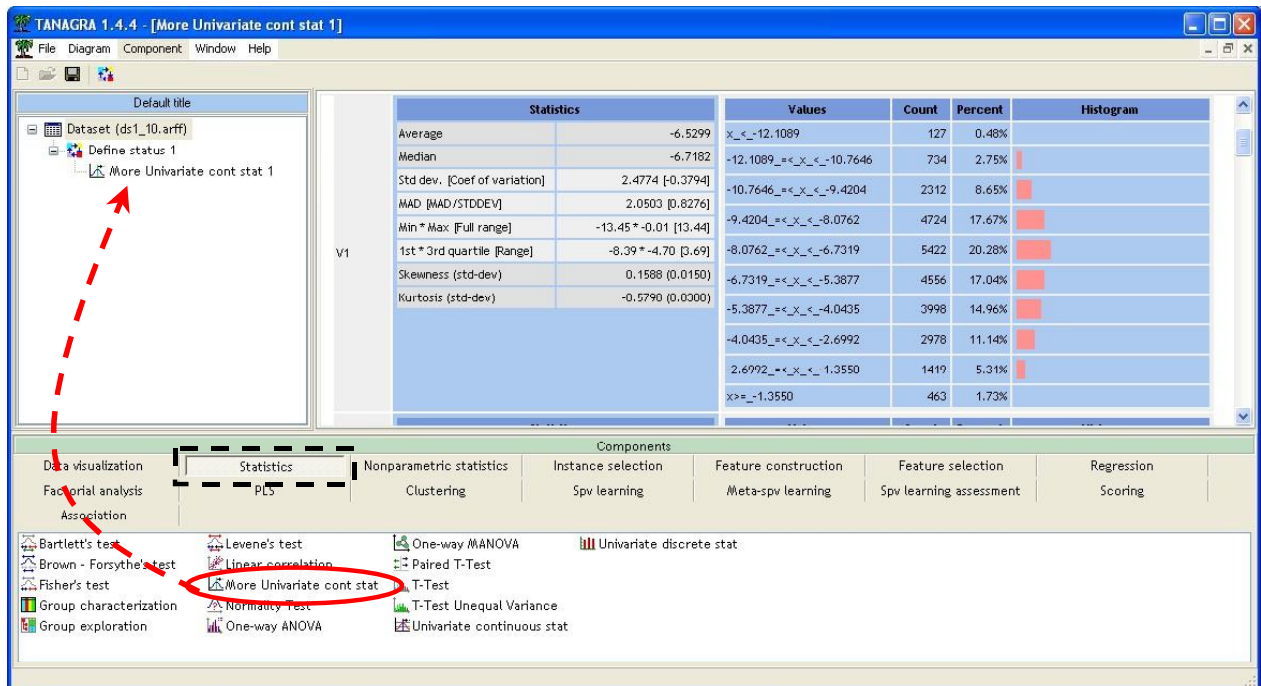 TANAGRA 1.4.4 - [More Univariate cont stat 1]
File Diagram Component Window Help
Default title
Dataset (ds1_10.arff)
Define status 1
More Univariate cont stat 1
V1
Statistics
Average -6.5299
Median -6.7182
Std dev. [Coef of variation] 2.4774 [-0.3794]
MAD [MAD/STDDEV] 2.0503 [0.8276]
Min * Max [Full range] -13.45 * -0.01 [13.44]
1st * 3rd quartile [Range] -8.39 * -4.70 [3.69]
Skewness (std-dev) 0.1588 (0.0150)
Kurtosis (std-dev) -0.5790 (0.0300)
Values Count Percent Histogram
x_<_-12.1089 127 0.48%
-12.1089_=<_x_<_-10.7646 734 2.75%
-10.7646_=<_x_<_-9.4204 2312 8.65%
-9.4204_=<_x_<_-8.0762 4724 17.67%
-8.0762_=<_x_<_-6.7319 5422 20.28%
-6.7319_=<_x_<_-5.3877 4556 17.04%
-5.3877_=<_x_<_-4.0435 3998 14.96%
-4.0435_=<_x_<_-2.6992 2978 11.14%
2.6992_=<_x_<_ 1.3550 1419 5.31%
x>=_-1.3550 463 1.73%
Components
Data visualization Statistics Nonparametric statistics Instance selection Feature construction Feature selection Regression
Factorial analysis PLS Clustering Spv learning Meta-spv learning Spv learning assessment Scoring
Association
Bartlett's test Levene's test One-way MANOVA Univariate discrete stat
Brown - Forsythe's test Linear correlation Paired T-Test
Fisher's test More Univariate cont stat T-Test
Group characterization Normality Test T-Test Unequal Variance
Group exploration One-way ANOVA Univariate continuous stat